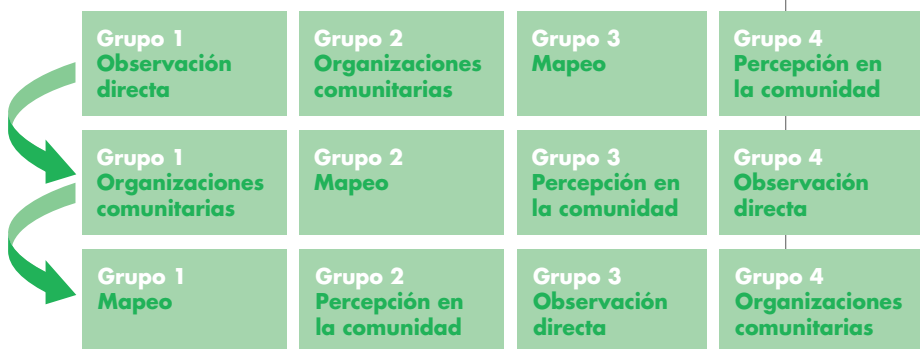 Grupo 1
Observación
directa
Grupo 2
Organizaciones
comunitarias
Grupo 3
Mapeo
Grupo 4
Percepción en
la comunidad
Grupo 1
Organizaciones
comunitarias
Grupo 2
Mapeo
Grupo 3
Percepción en
la comunidad
Grupo 4
Observación
directa
Grupo 1
Mapeo
Grupo 2
Percepción en
la comunidad
Grupo 3
Observación
directa
Grupo 4
Organizaciones
comunitarias